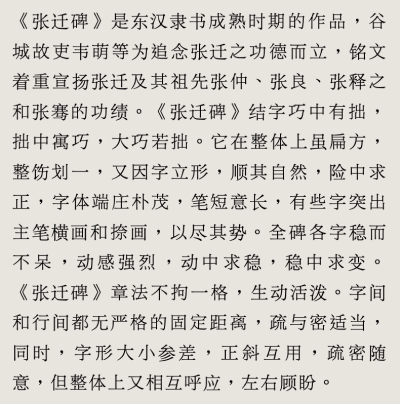 《张迁碑》是东汉隶书成熟时期的作品，谷
城故吏韦萌等为追念张迁之功德而立，铭文
着重宣扬张迁及其祖先张仲、张良、张释之
和张骞的功绩。《张迁碑》结字巧中有拙，
拙中寓巧，大巧若拙。它在整体上虽扁方，
整饬划一，又因字立形，顺其自然，险中求
正，字体端庄朴茂，笔短意长，有些字突出
主笔横画和捺画，以尽其势。全碑各字稳而
不呆，动感强烈，动中求稳，稳中求变。
《张迁碑》章法不拘一格，生动活泼。字间
和行间都无严格的固定距离，疏与密适当，
同时，字形大小参差，正斜互用，疏密随
意，但整体上又相互呼应，左右顾盼。